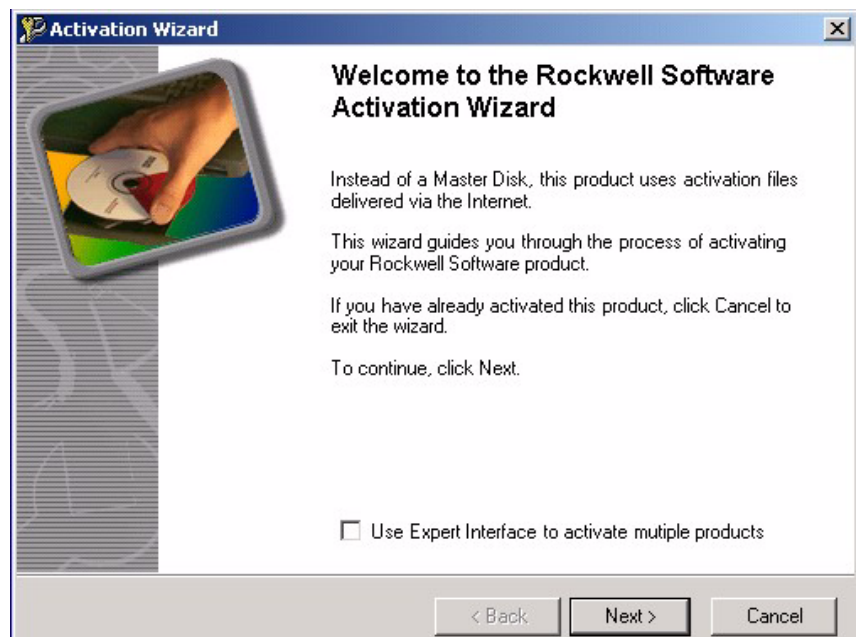 Activation Wizard
Welcome to the Rockwell Software
Activation Wizard
Instead of a Master Disk, this product uses activation files
delivered via the Internet.
This wizard guides you through the process of activating
your Rockwell Software product.
If you have already activated this product, click Cancel to
exit the wizard.
To continue, click Next.
Use Expert Interface to activate mutiple products
< Back
Next >
Cancel